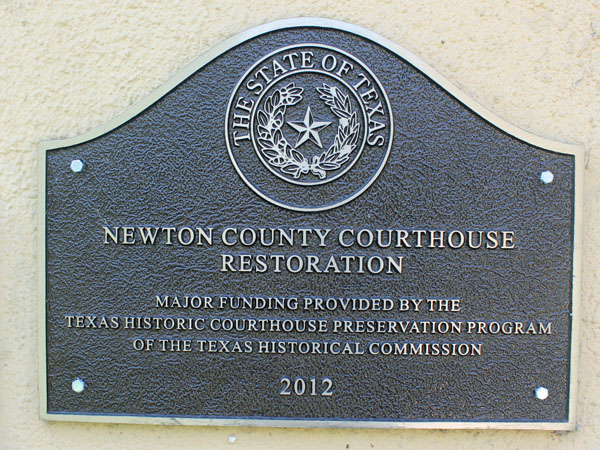 THE STATE OF TEXAS
NEWTON COUNTY COURTHOUSE
RESTORATION
MAJOR FUNDING PROVIDED BY THE
TEXAS HISTORIC COURTHOUSE PRESERVATION PROGRAM
OF THE TEXAS HISTORICAL COMMISSION
2012